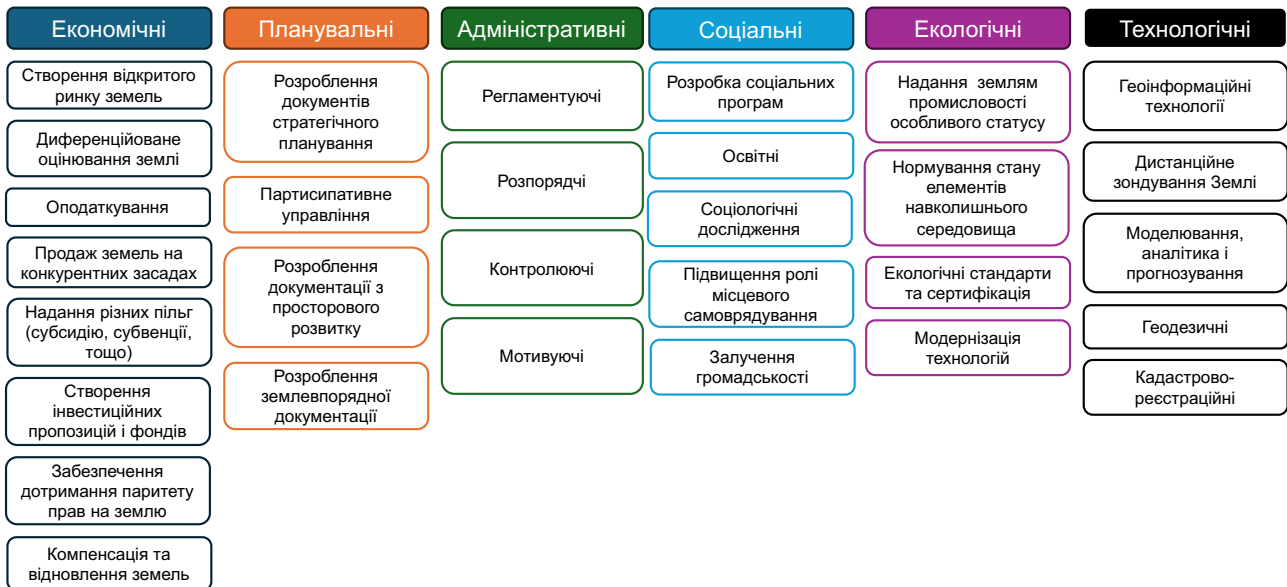 Економічні
Створення відкритого
ринку земель
Диференційоване
оцінювання землі
Оподаткування
Продаж земель на
конкурентних засадах
Надання різних пільг
(субсидію, субвенції,
тощо)
Створення
інвестиційних
пропозицій і фондів
Забезпечення
дотримання паритету
прав на землю
Компенсація та
відновлення земель
Планувальні
Розроблення
документів
стратегічного
планування
Партисипативне
управління
Розроблення
документації з
просторового
розвитку
Розроблення
землевпорядної
документації
Адміністративні
Регламентуючі
Розпорядчі
Контролюючі
Мотивуючі
Соціальні
Розробка соціальних
програм
Освітні
Соціологічні
дослідження
Підвищення ролі
місцевого
самоврядування
Залучення
громадськості
Екологічні
Надання землям
промисловості
особливого статусу
Нормування стану
елементів
навколишнього
середовища
Екологічні стандарти
та сертифікація
Модернізація
технологій
Технологічні
Геоінформаційні
технології
Дистанційне
зондування Землі
Моделювання,
аналітика і
прогнозування
Геодезичні
Кадастрово-
реєстраційні